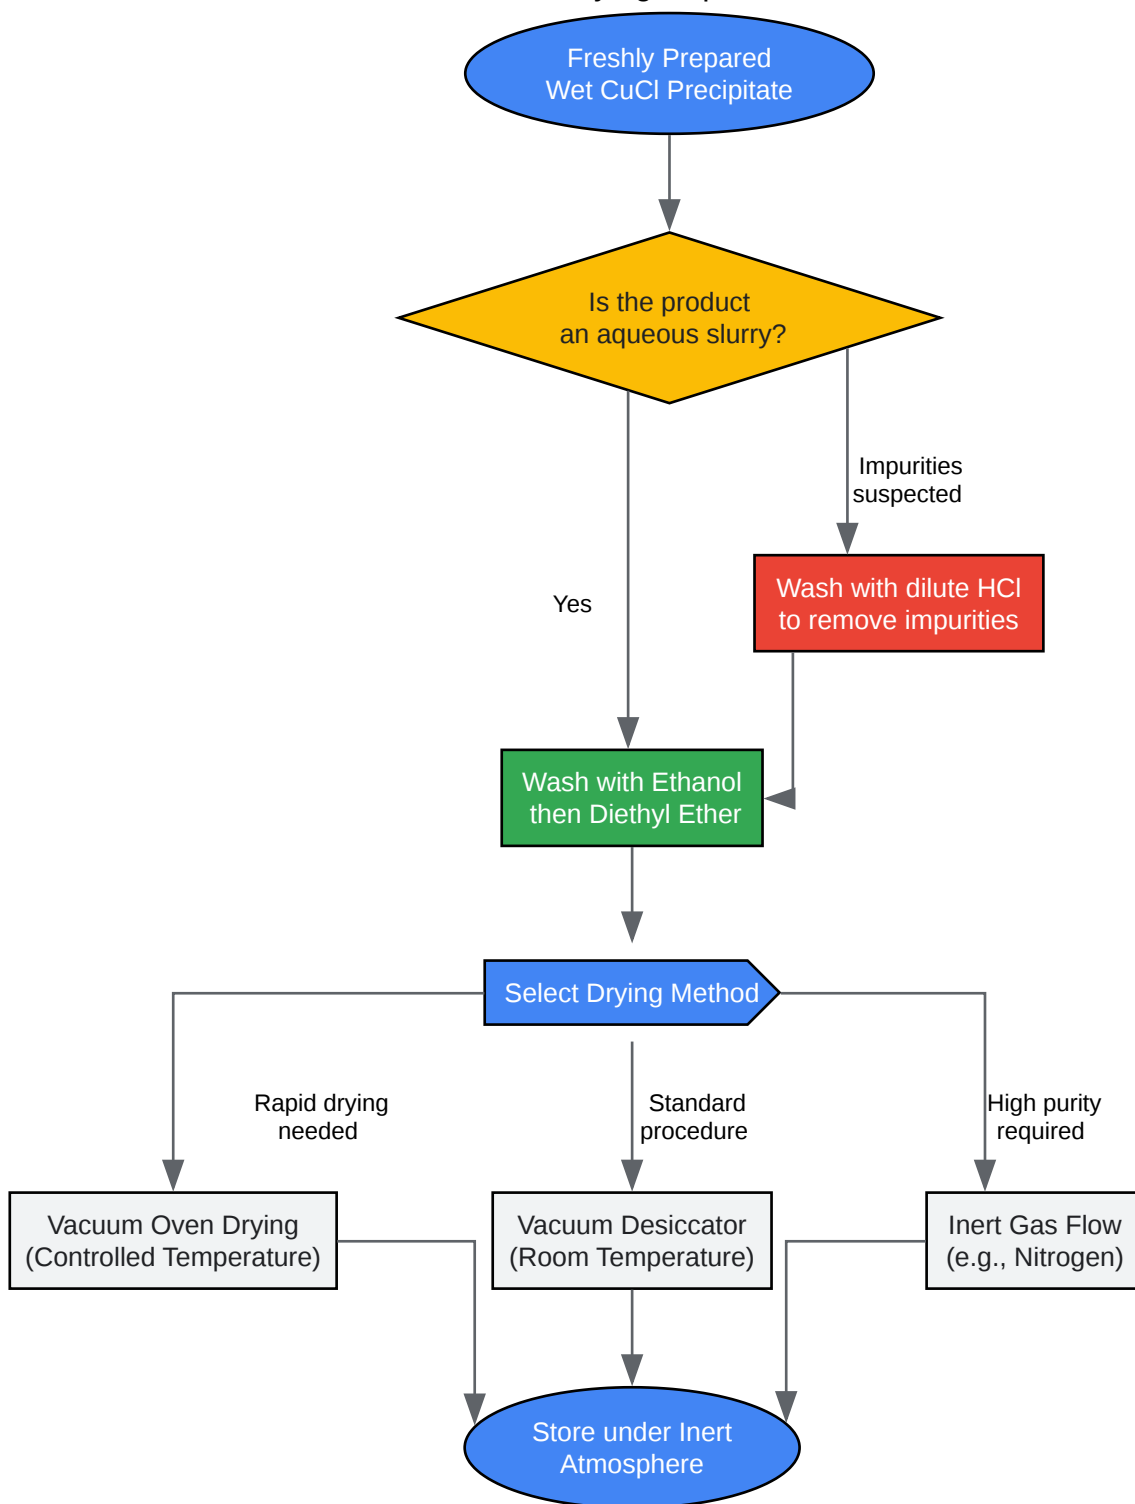 Freshly Prepared
Wet CuCl Precipitate
Is the product
an aqueous slurry?
Impurities
suspected
Wash with dilute HCl
to remove impurities
Yes
Wash with Ethanol
then Diethyl Ether
Select Drying Method
Rapid drying
needed
Standard
procedure
High purity
required
Vacuum Oven Drying
(Controlled Temperature)
Vacuum Desiccator
(Room Temperature)
Inert Gas Flow
(e.g., Nitrogen)
Store under Inert
Atmosphere